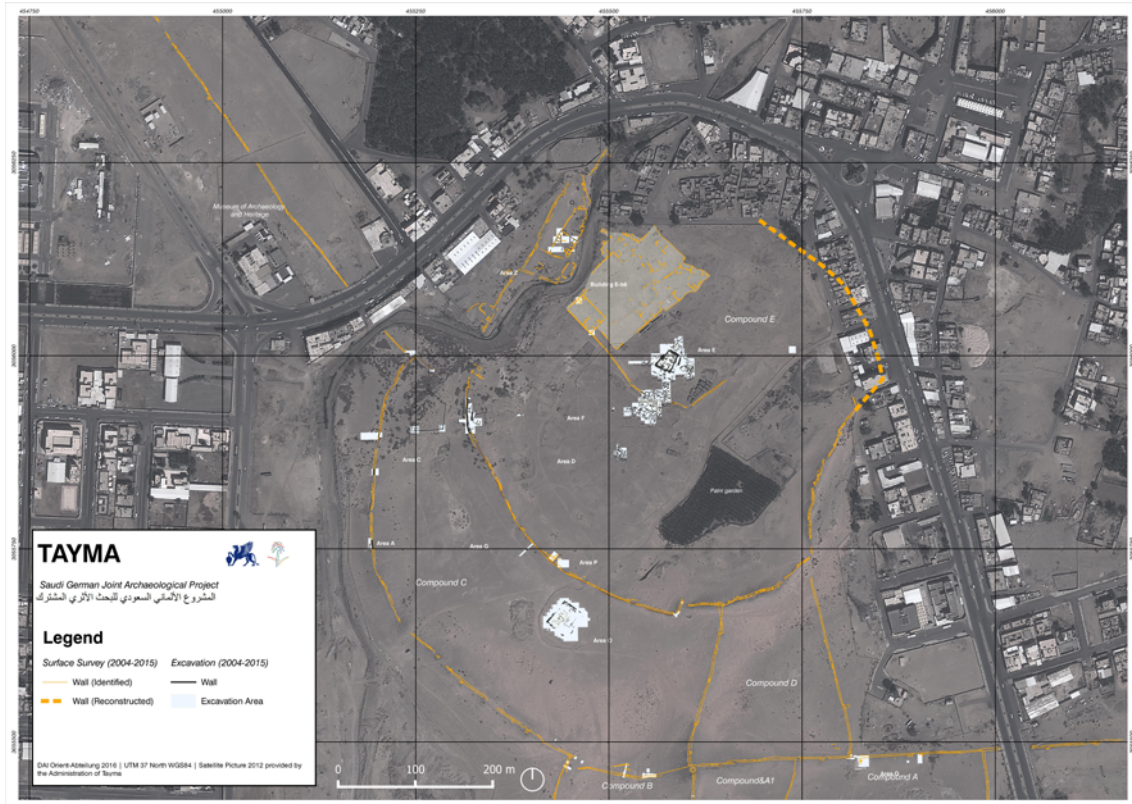 454750 455000 455250 455500 455750 456000
Museum of Archaeology
and Heritage
Area Z
Building E-b6
Compound E
Area E
Area F
Area C
Area D
Palm garden
Area A
Compound C
Area P
Compound D
Compound B
Compound&A1
Compound A
TAYMA
Saudi German Joint Archaeological Project
المشروع الألماني السعودي للبحث الأثري المشترك
Legend
Surface Survey (2004-2015) Excavation (2004-2015)
Wall (Identified) Wall
Wall (Reconstructed) Excavation Area
DAI Orient-Abteilung 2016 | UTM 37 North WGS84 | Satellite Picture 2012 provided by
the Administration of Tayma
0 100 200 m